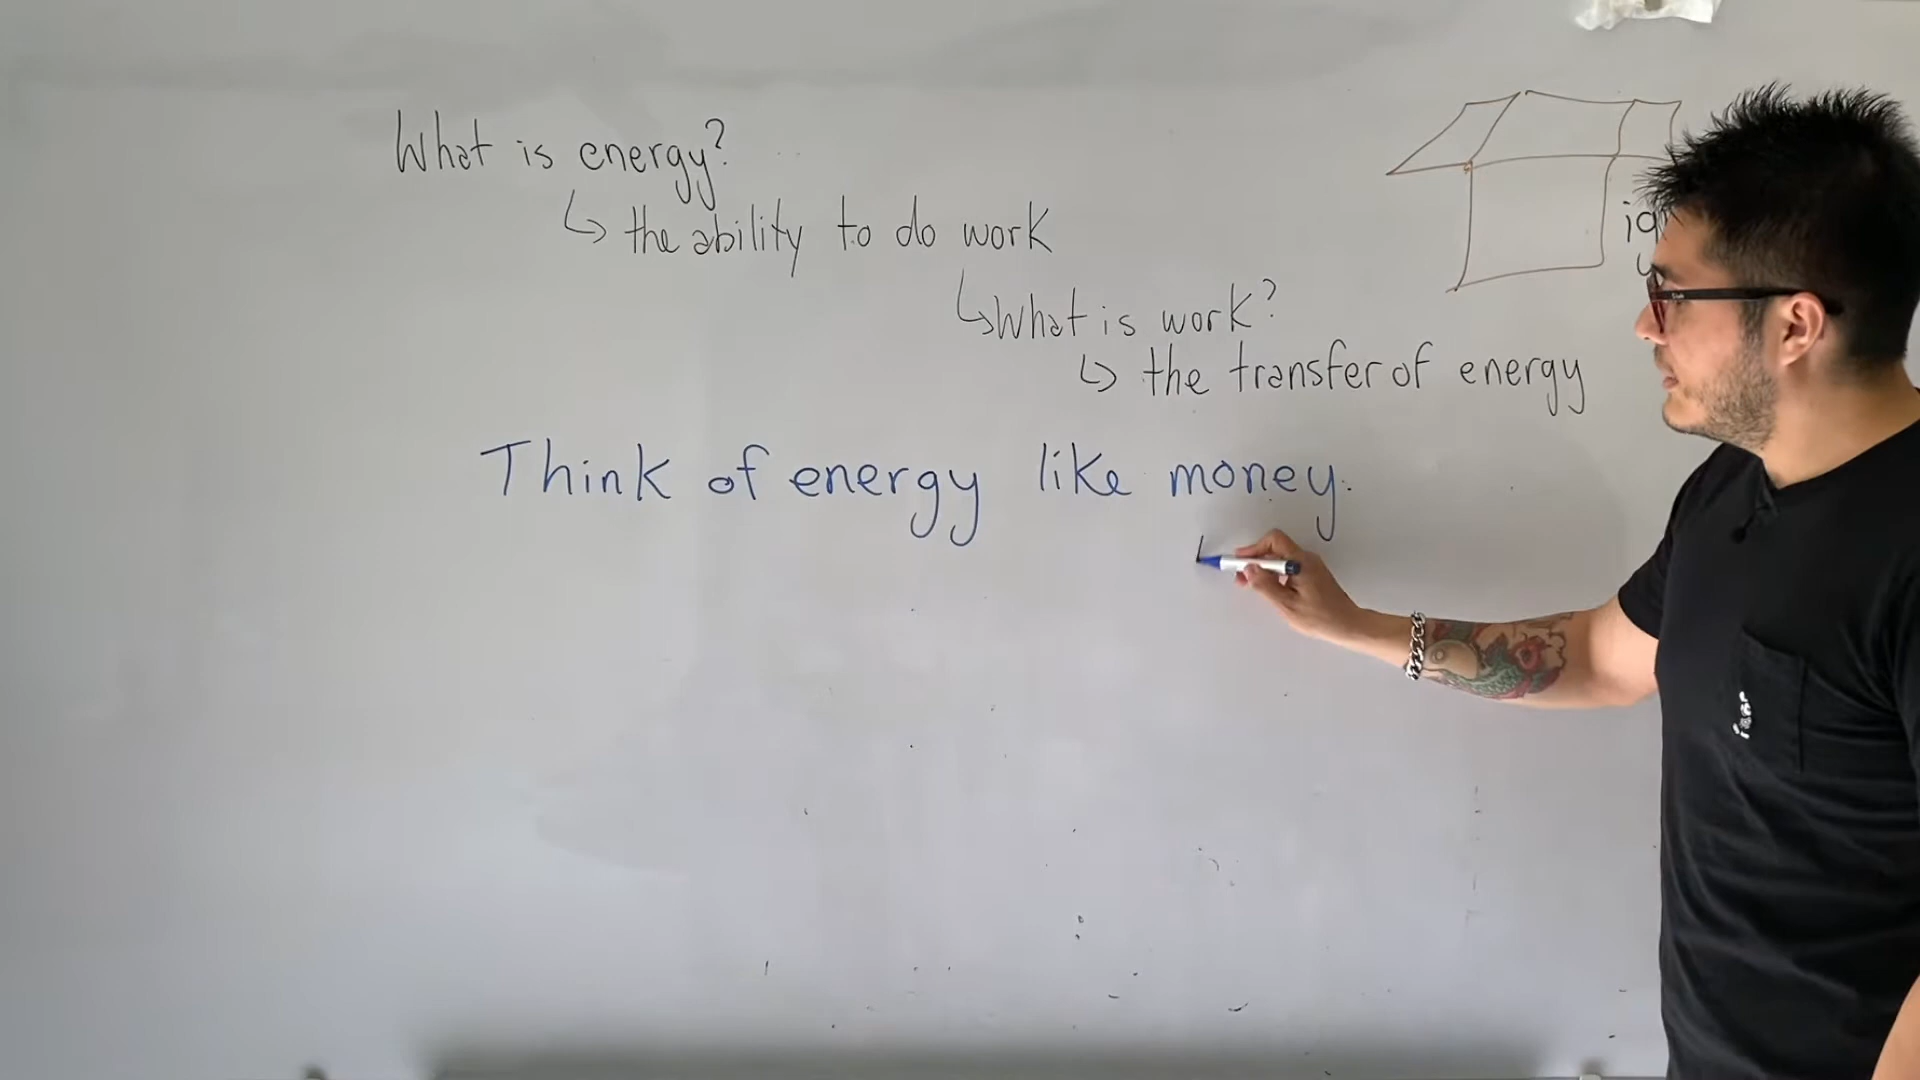 What is energy?
↳ the ability to do work
↳ What is work?
↳ the transfer of energy
Think of energy like money.